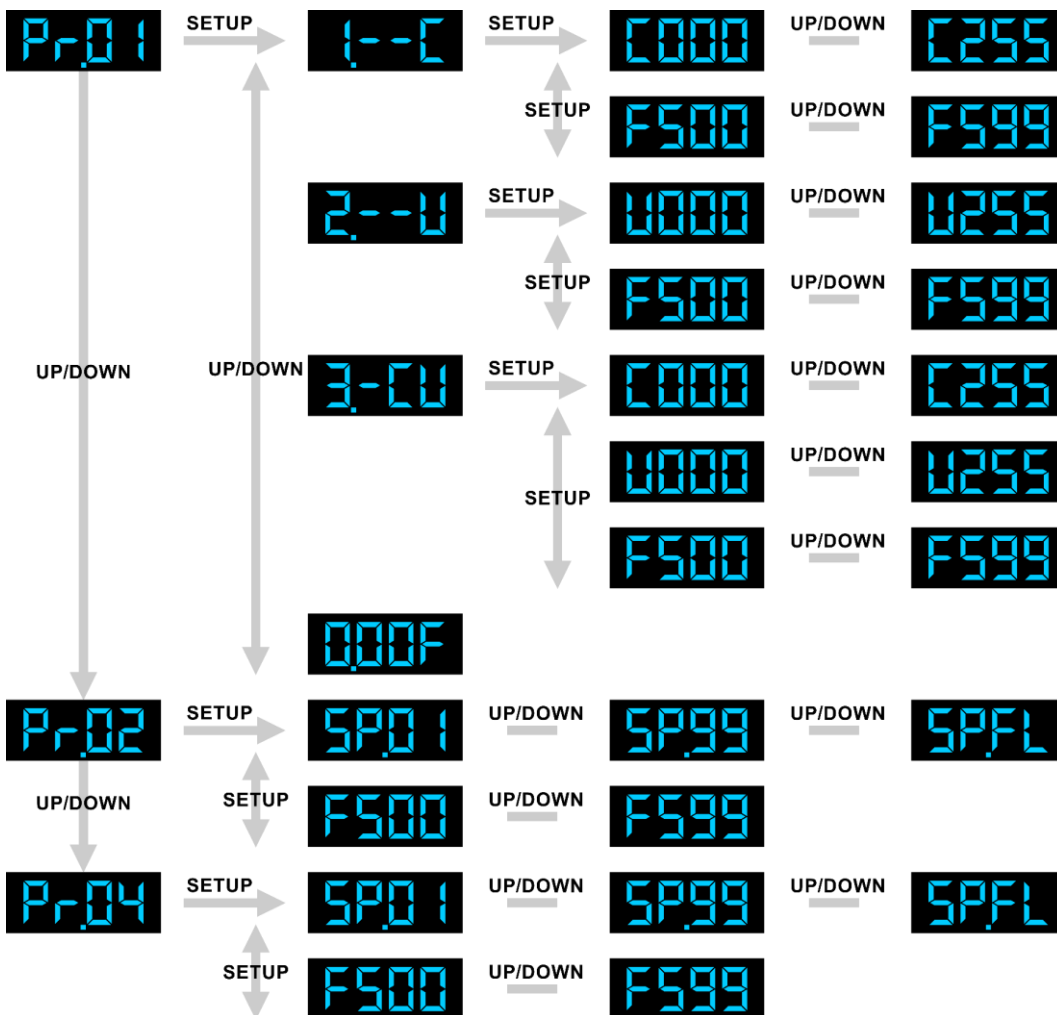 Pr.01 SETUP 1.--C SETUP C000 UP/DOWN C255
SETUP F500 UP/DOWN F599
2.--U SETUP U000 UP/DOWN U255
SETUP F500 UP/DOWN F599
UP/DOWN UP/DOWN 3.-CU SETUP C000 UP/DOWN C255
U000 UP/DOWN U255
SETUP
F500 UP/DOWN F599
0.00F
Pr.02 SETUP SP.01 UP/DOWN SP.99 UP/DOWN SP.FL
UP/DOWN SETUP F500 UP/DOWN F599
Pr.04 SETUP SP.01 UP/DOWN SP.99 UP/DOWN SP.FL
SETUP F500 UP/DOWN F599